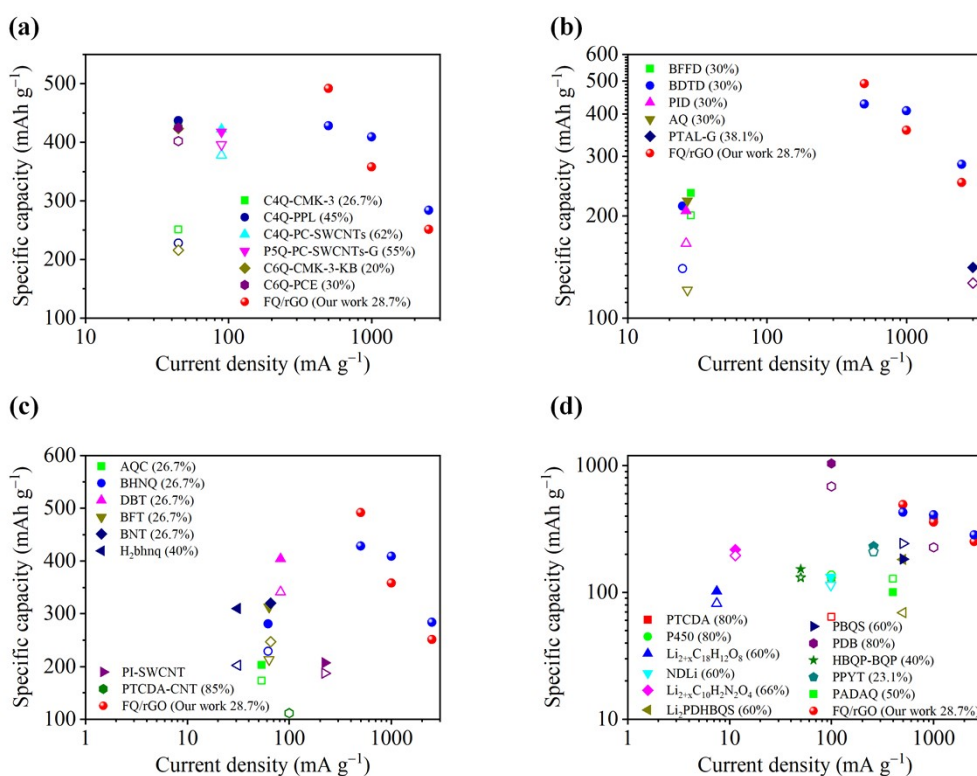 (a)
Specific capacity (mAh g⁻¹)
500
400
300
200
100
C4Q-CMK-3 (26.7%)
C4Q-PPL (45%)
C4Q-PC-SWCNTs (62%)
P5Q-PC-SWCNTs-G (55%)
C6Q-CMK-3-KB (20%)
C6Q-PCE (30%)
FQ/rGO (Our work 28.7%)
10
100
1000
Current density (mA g⁻¹)
(b)
Specific capacity (mAh g⁻¹)
600
500
400
300
200
100
BFFD (30%)
BDTD (30%)
PID (30%)
AQ (30%)
PTAL-G (38.1%)
FQ/rGO (Our work 28.7%)
10
100
1000
Current density (mA g⁻¹)
(c)
Specific capacity (mAh g⁻¹)
600
500
400
300
200
100
AQC (26.7%)
BHNQ (26.7%)
DBT (26.7%)
BFT (26.7%)
BNT (26.7%)
H₂bhnq (40%)
PI-SWCNT
PTCDA-CNT (85%)
FQ/rGO (Our work 28.7%)
1
10
100
1000
Current density (mA g⁻¹)
(d)
Specific capacity (mAh g⁻¹)
1000
100
10
PTCDA (80%)
P450 (80%)
Li₂₊ₓC₁₈H₁₂O₈ (60%)
NDLi (60%)
Li₂₊ₓC₁₀H₂N₂O₄ (66%)
Li₂PDHBQS (60%)
PBQS (60%)
PDB (80%)
HBQP-BQP (40%)
PPYT (23.1%)
PADAQ (50%)
FQ/rGO (Our work 28.7%)
1
10
100
1000
Current density (mA g⁻¹)